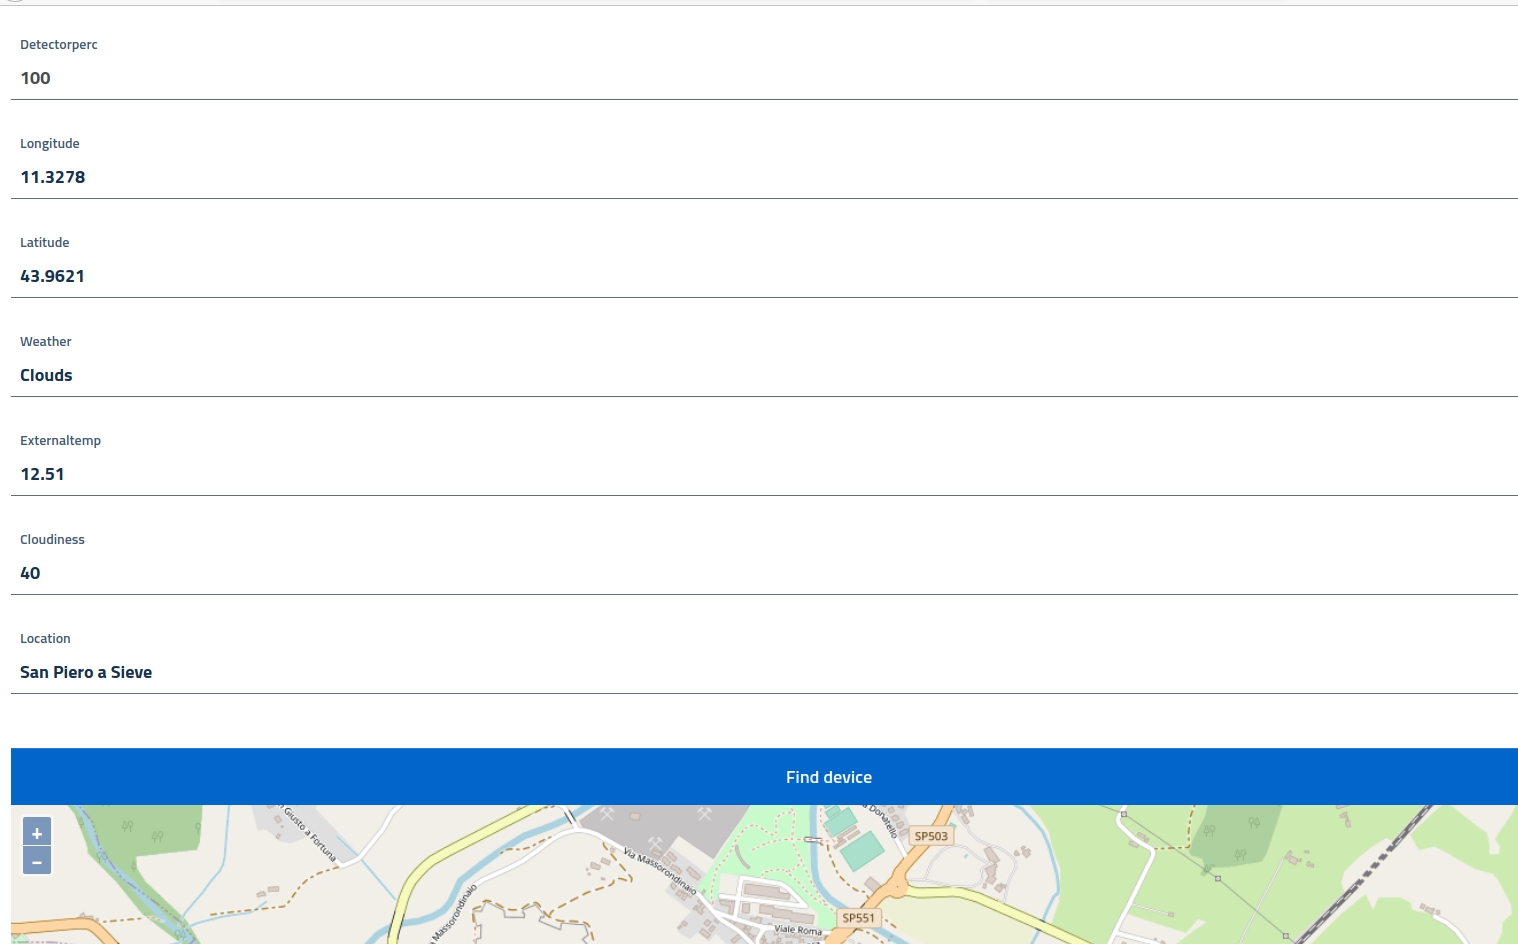 Detectorperc
100
Longitude
11.3278
Latitude
43.9621
Weather
Clouds
Externaltemp
12.51
Cloudiness
40
Location
San Piero a Sieve
Find device
+
−
Giusto a Fortuna
Via Massorondinaio
Massorondinaio
Donatello
SP503
SP551
Viale Roma